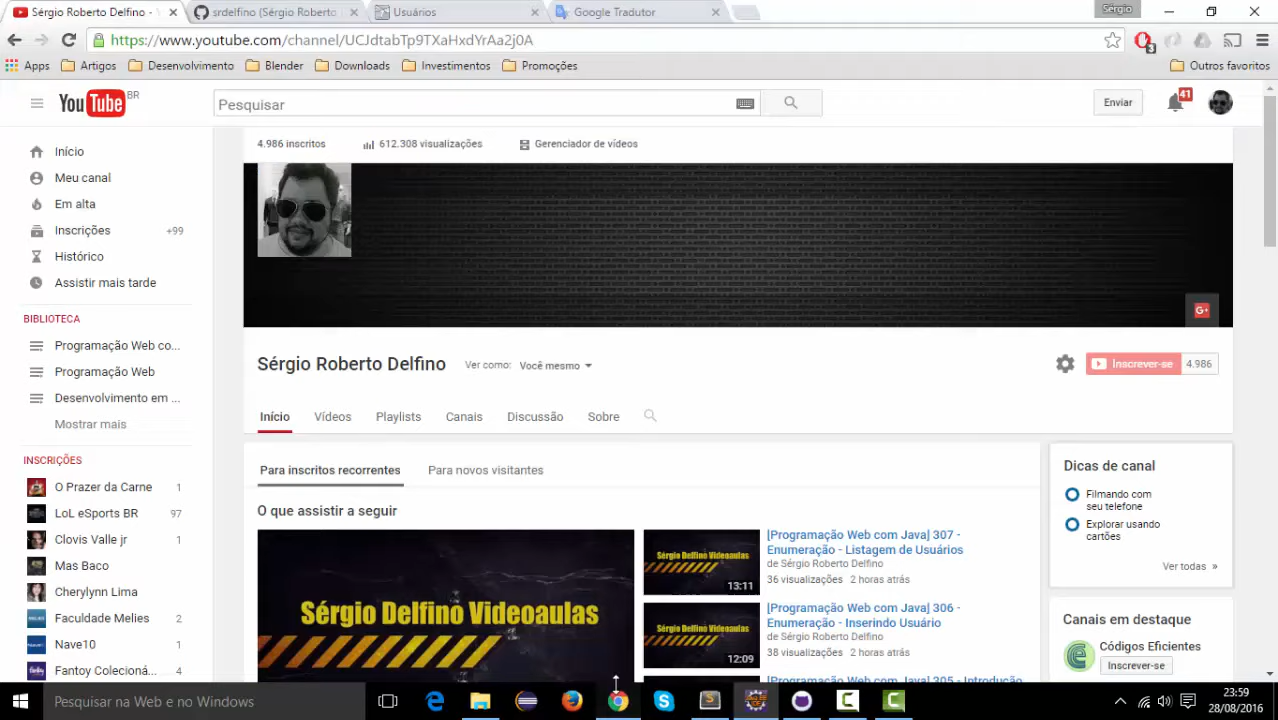 Sérgio Roberto Delfino - 
srdelfino (Sérgio Roberto
Usuários
Google Tradutor
Sérgio
https://www.youtube.com/channel/UCJdtabTp9TXaHxdYrAa2j0A
3
Apps
Artigos
Desenvolvimento
Blender
Downloads
Investimentos
Promoções
Outros favoritos
YouTube BR
Pesquisar
Enviar
41
Início
Meu canal
Em alta
Inscrições +99
Histórico
Assistir mais tarde
BIBLIOTECA
Programação Web co...
Programação Web
Desenvolvimento em ...
Mostrar mais
INSCRIÇÕES
O Prazer da Carne 1
LoL eSports BR 97
Clovis Valle jr 1
Mas Baco
Cherylynn Lima
Faculdade Melies 2
Nave10 1
Fantoy Colecioná... 4
4.986 inscritos
612.308 visualizações
Gerenciador de vídeos
G+
Sérgio Roberto Delfino
Ver como: Você mesmo
Inscrever-se 4.986
Início
Vídeos
Playlists
Canais
Discussão
Sobre
Para inscritos recorrentes
Para novos visitantes
O que assistir a seguir
Sérgio Delfino Videoaulas
Sérgio Delfino Videoaulas
13:11
[Programação Web com Java] 307 -
Enumeração - Listagem de Usuários
de Sérgio Roberto Delfino
36 visualizações 2 horas atrás
Sérgio Delfino Videoaulas
12:09
[Programação Web com Java] 306 -
Enumeração - Inserindo Usuário
de Sérgio Roberto Delfino
38 visualizações 2 horas atrás
[Programação Web com Java] 305 - Introdução
Dicas de canal
Filmando com
seu telefone
Explorar usando
cartões
Ver todas »
Canais em destaque
Códigos Eficientes
Inscrever-se
Pesquisar na Web e no Windows
23:59
28/08/2016